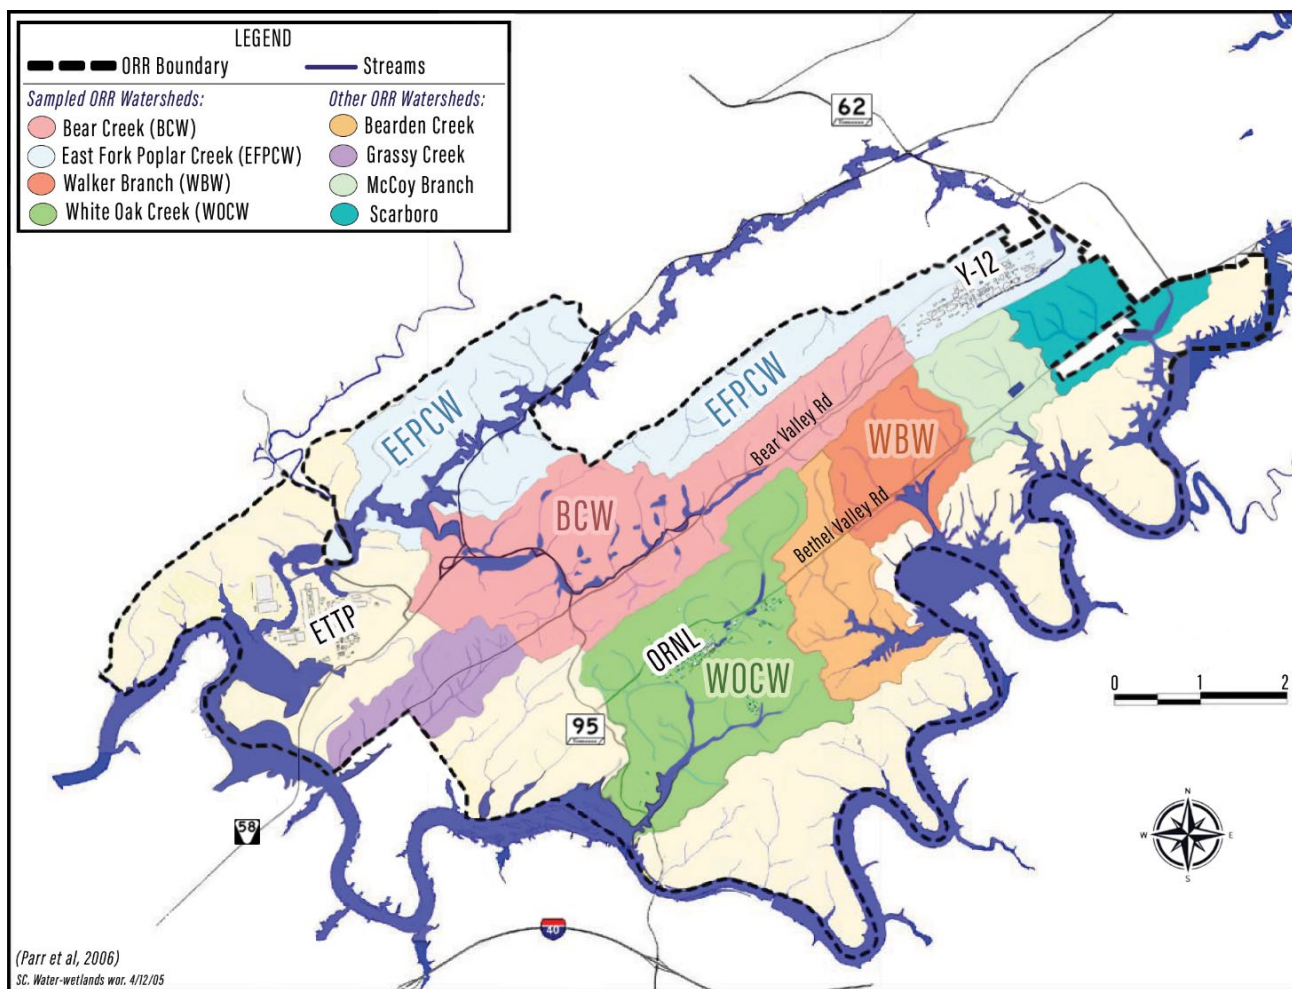 LEGEND
ORR Boundary
Streams
Sampled ORR Watersheds:
Other ORR Watersheds:
Bear Creek (BCW)
Bearden Creek
East Fork Poplar Creek (EFPCW)
Grassy Creek
Walker Branch (WBW)
McCoy Branch
White Oak Creek (WOCW
Scarboro
62
Y-12
EFPCW
EFPCW
Bear Valley Rd
WBW
BCW
Bethel Valley Rd
ETTP
ORNL
WOCW
0 1 2
95
58
N
W E
S
40
(Parr et al, 2006)
SC. Water-wetlands wor. 4/12/05